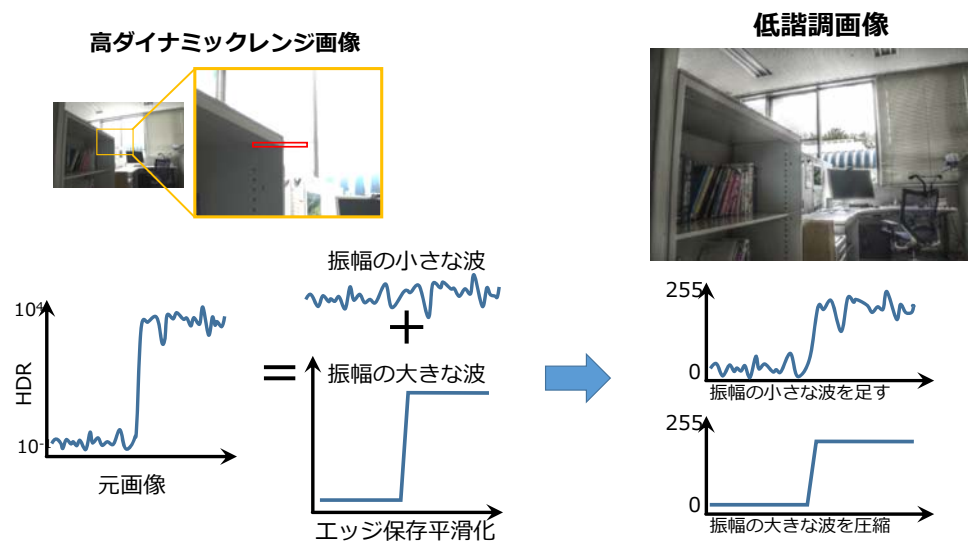 高ダイナミックレンジ画像
低諧調画像
振幅の小さな波
10⁴
HDR
10⁻
元画像
+
=
振幅の大きな波
エッジ保存平滑化
255
0
振幅の小さな波を足す
255
0
振幅の大きな波を圧縮